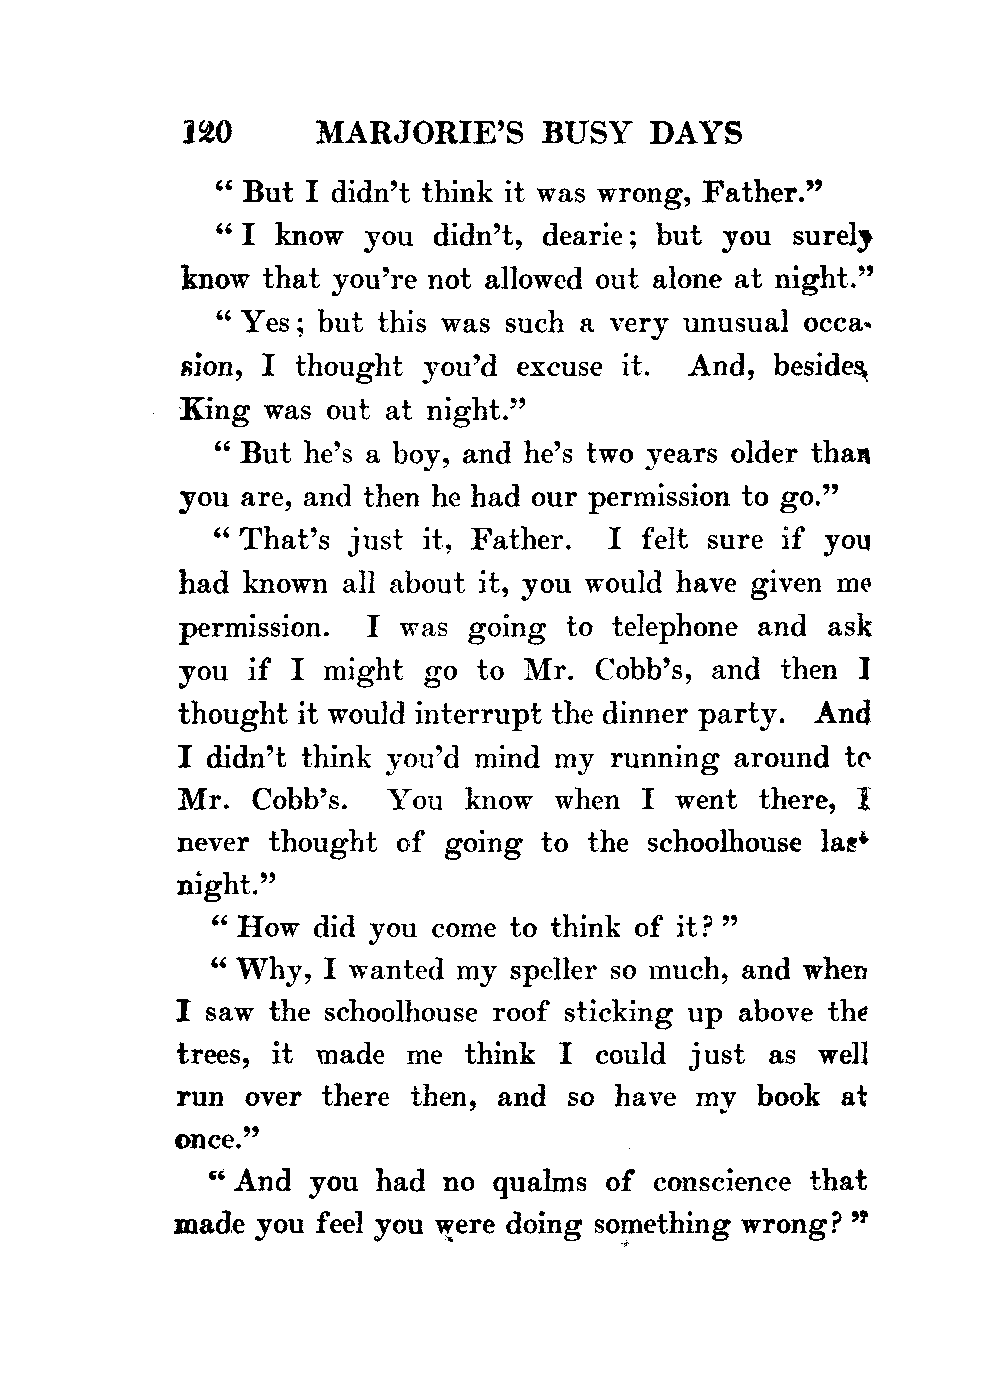 120 MARJORIE'S BUSY DAYS
“ But I didn't think it was wrong, Father.”
“ I know you didn't, dearie; but you surely
know that you're not allowed out alone at night.”
“ Yes; but this was such a very unusual occa-
sion, I thought you'd excuse it. And, besides,
King was out at night.”
“ But he's a boy, and he's two years older than
you are, and then he had our permission to go.”
“ That's just it, Father. I felt sure if you
had known all about it, you would have given me
permission. I was going to telephone and ask
you if I might go to Mr. Cobb's, and then I
thought it would interrupt the dinner party. And
I didn't think you'd mind my running around to
Mr. Cobb's. You know when I went there, I
never thought of going to the schoolhouse last
night.”
“ How did you come to think of it? ”
“ Why, I wanted my speller so much, and when
I saw the schoolhouse roof sticking up above the
trees, it made me think I could just as well
run over there then, and so have my book at
once.”
“ And you had no qualms of conscience that
made you feel you were doing something wrong? ”